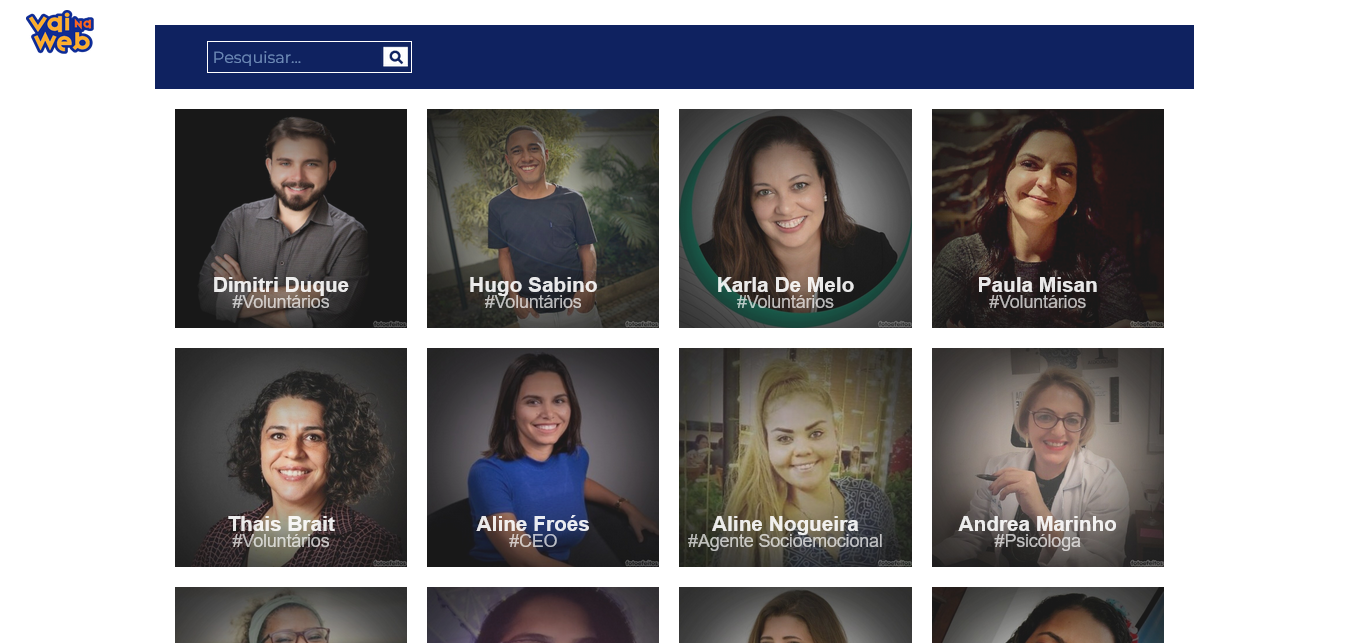 vai na
web
Pesquisar...
Dimitri Duque
#Voluntários
Hugo Sabino
#Voluntários
Karla De Melo
#Voluntários
Paula Misan
#Voluntários
Thais Brait
#Voluntários
Aline Froés
#CEO
Aline Nogueira
#Agente Socioemocional
Andrea Marinho
#Psicóloga